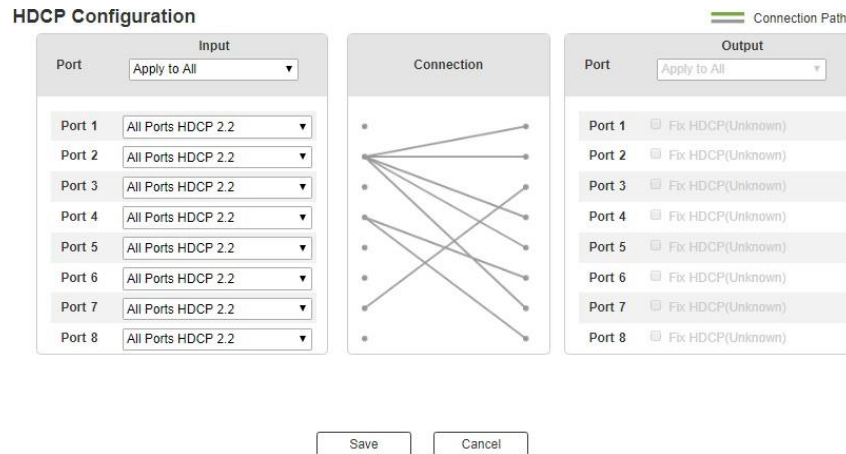 HDCP Configuration
Connection Path
Input
Port
Apply to All
Connection
Output
Port
Apply to All
Port 1 All Ports HDCP 2.2
Port 2 All Ports HDCP 2.2
Port 3 All Ports HDCP 2.2
Port 4 All Ports HDCP 2.2
Port 5 All Ports HDCP 2.2
Port 6 All Ports HDCP 2.2
Port 7 All Ports HDCP 2.2
Port 8 All Ports HDCP 2.2
Port 1 Fix HDCP(Unknown)
Port 2 Fix HDCP(Unknown)
Port 3 Fix HDCP(Unknown)
Port 4 Fix HDCP(Unknown)
Port 5 Fix HDCP(Unknown)
Port 6 Fix HDCP(Unknown)
Port 7 Fix HDCP(Unknown)
Port 8 Fix HDCP(Unknown)
Save
Cancel